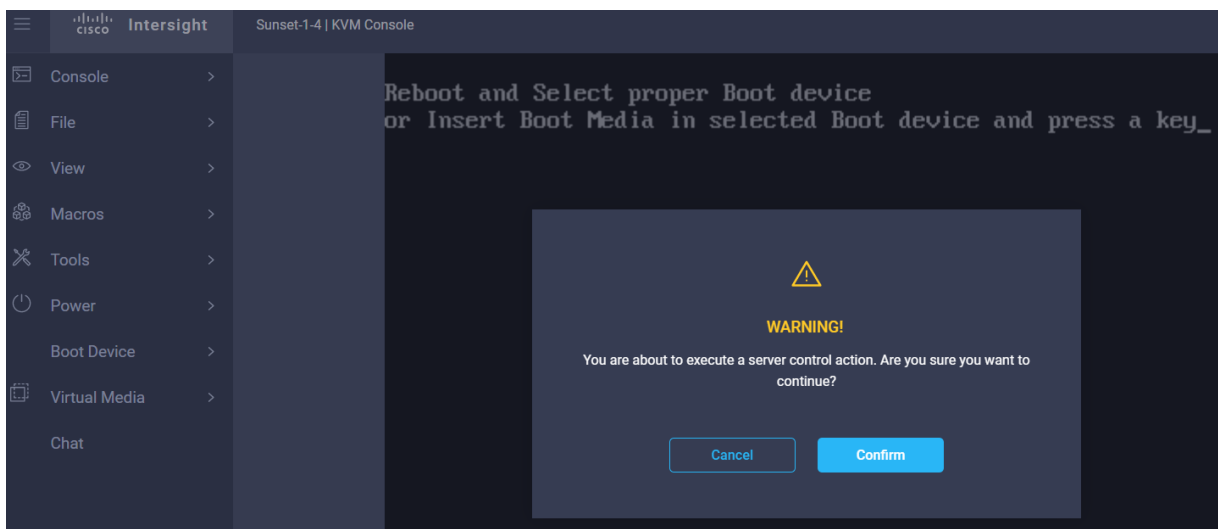 cisco Intersight
Sunset-1-4 | KVM Console
Console
File
View
Macros
Tools
Power
Boot Device
Virtual Media
Chat
Reboot and Select proper Boot device
or Insert Boot Media in selected Boot device and press a key_
WARNING!
You are about to execute a server control action. Are you sure you want to
continue?
Cancel
Confirm